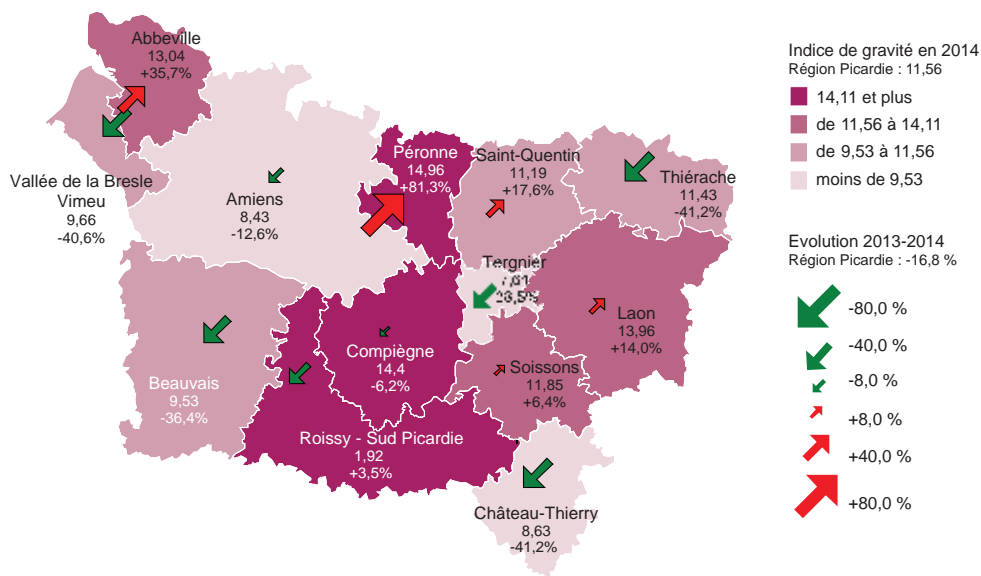 Abbeville
13,04
+35,7%
Vallée de la Bresle
Vimeu
9,66
-40,6%
Amiens
8,43
-12,6%
Péronne
14,96
+81,3%
Saint-Quentin
11,19
+17,6%
Thiérache
11,43
-41,2%
Tergnier
Laon
13,96
+14,0%
Beauvais
9,53
-36,4%
Compiègne
14,4
-6,2%
Soissons
11,85
+6,4%
Roissy - Sud Picardie
1,92
+3,5%
Château-Thierry
8,63
-41,2%
Indice de gravité en 2014
Région Picardie : 11,56
14,11 et plus
de 11,56 à 14,11
de 9,53 à 11,56
moins de 9,53
Evolution 2013-2014
Région Picardie : -16,8 %
-80,0 %
-40,0 %
-8,0 %
+8,0 %
+40,0 %
+80,0 %